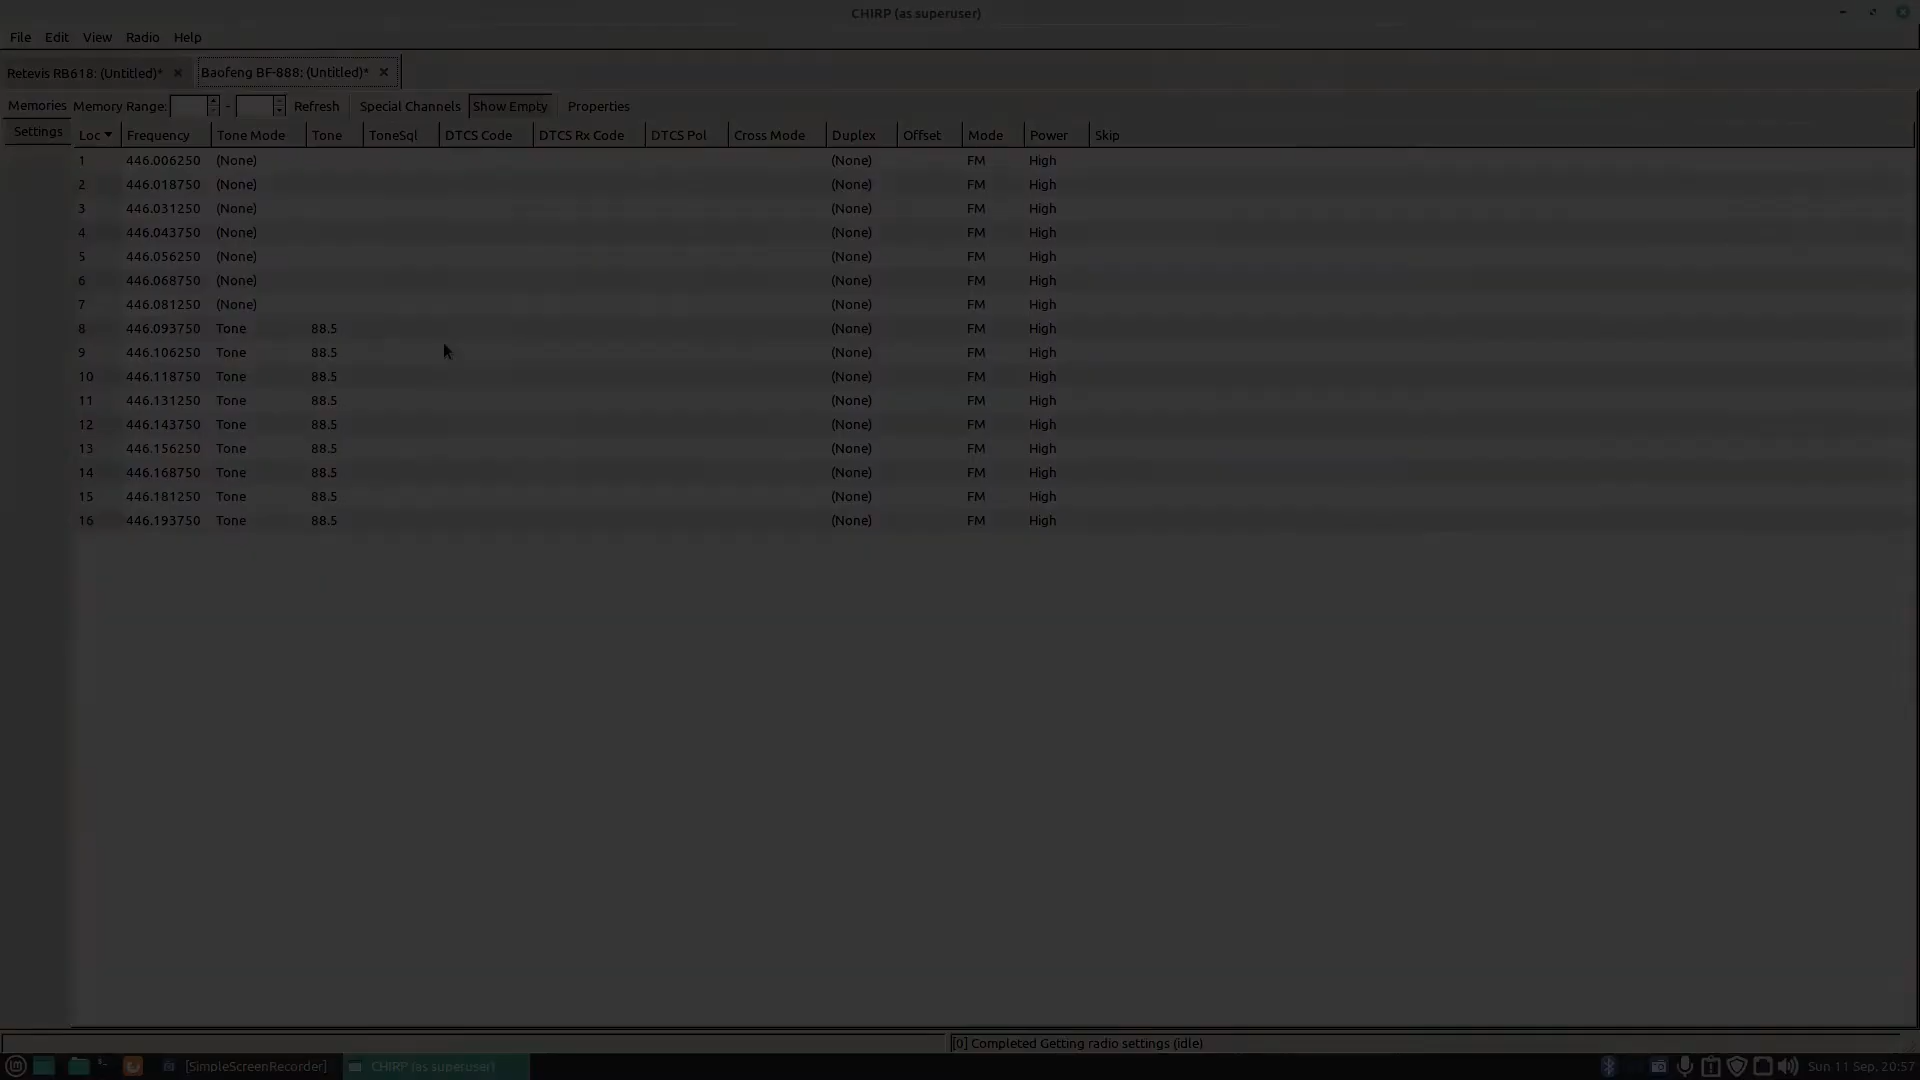 CHIRP (as superuser)
File Edit View Radio Help
Retevis RB618: (Untitled)* Baofeng BF-888: (Untitled)*
Memories Memory Range: - Refresh Special Channels Show Empty Properties
Settings Loc Frequency Tone Mode Tone ToneSql DTCS Code DTCS Rx Code DTCS Pol Cross Mode Duplex Offset Mode Power Skip
1 446.006250 (None) (None) FM High
2 446.018750 (None) (None) FM High
3 446.031250 (None) (None) FM High
4 446.043750 (None) (None) FM High
5 446.056250 (None) (None) FM High
6 446.068750 (None) (None) FM High
7 446.081250 (None) (None) FM High
8 446.093750 Tone 88.5 (None) FM High
9 446.106250 Tone 88.5 (None) FM High
10 446.118750 Tone 88.5 (None) FM High
11 446.131250 Tone 88.5 (None) FM High
12 446.143750 Tone 88.5 (None) FM High
13 446.156250 Tone 88.5 (None) FM High
14 446.168750 Tone 88.5 (None) FM High
15 446.181250 Tone 88.5 (None) FM High
16 446.193750 Tone 88.5 (None) FM High
[0] Completed Getting radio settings (idle)
[SimpleScreenRecorder] CHIRP (as superuser) Sun 11 Sep, 20:57